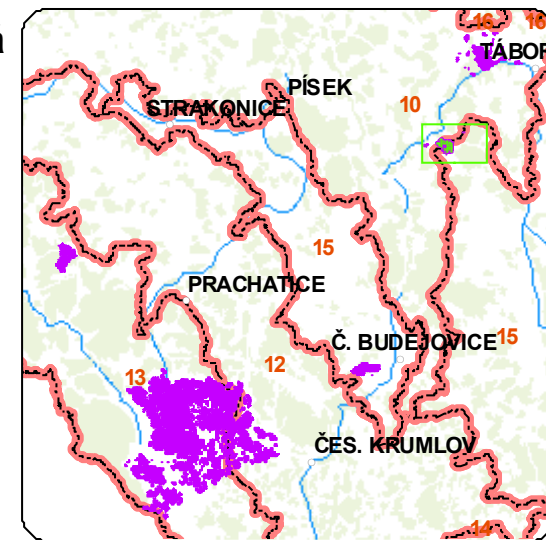 16
16
TÁBOR
PÍSEK
STRAKONICE
10
15
PRACHATICE
Č. BUDĚJOVICE
15
12
13
ČES. KRUMLOV
14